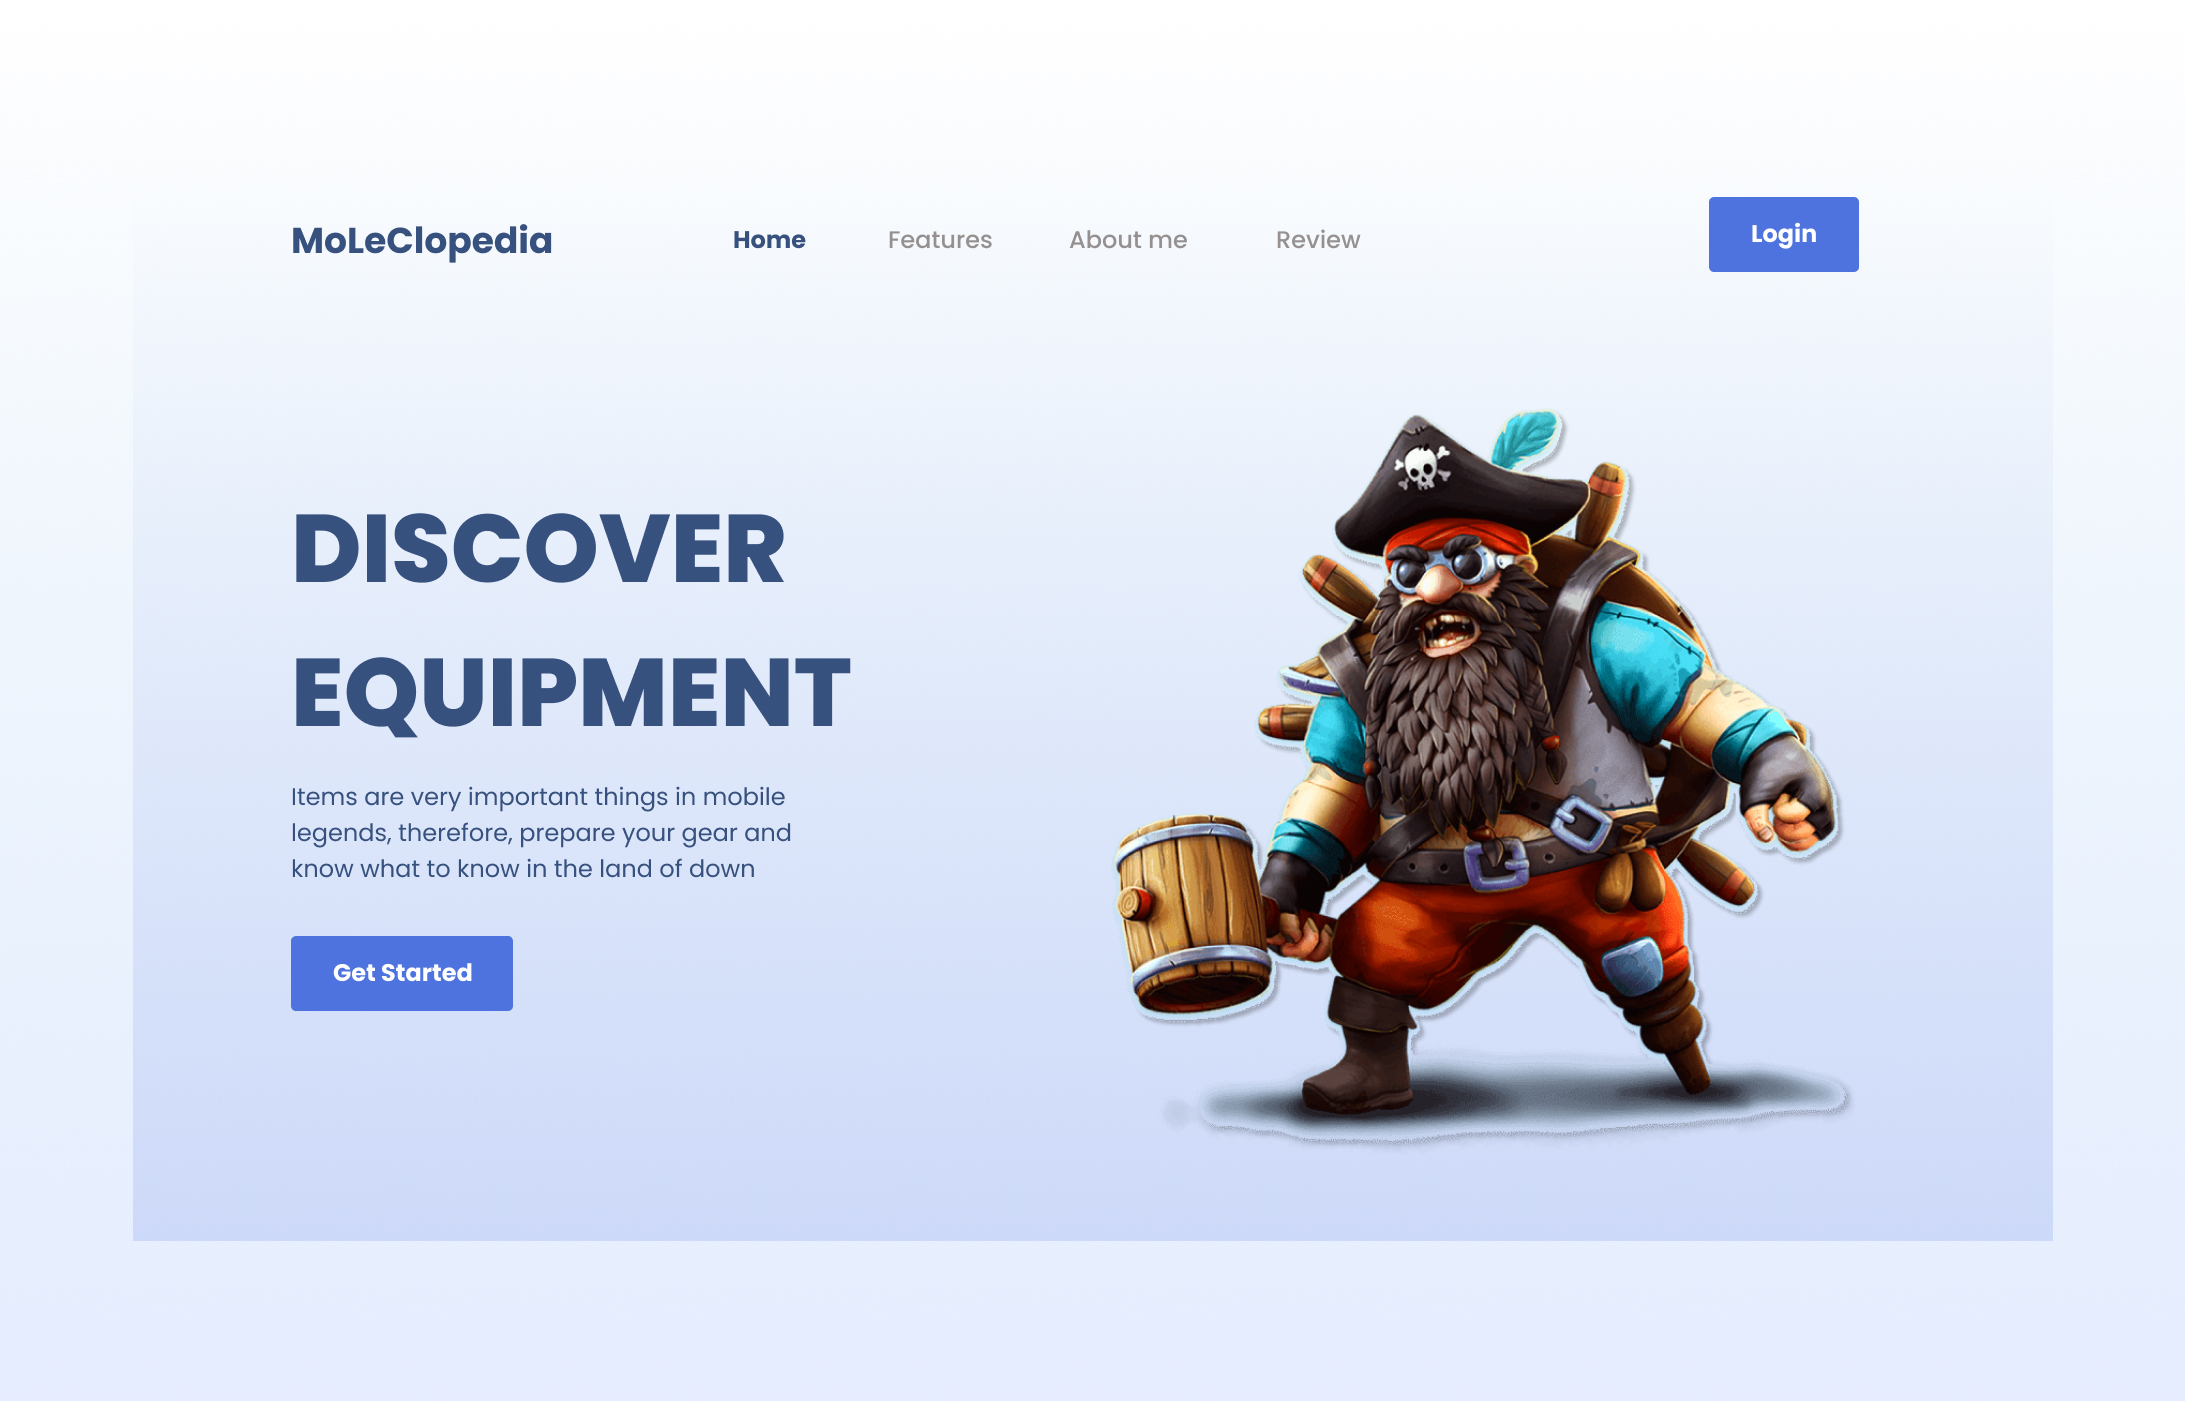 MoLeClopedia
Home
Features
About me
Review
Login
DISCOVER
EQUIPMENT
Items are very important things in mobile
legends, therefore, prepare your gear and
know what to know in the land of down
Get Started